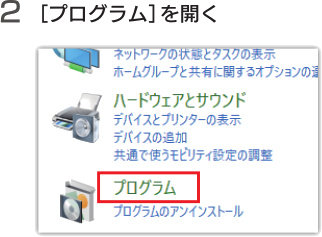 2 [プログラム]を開く
ネットワークの状態とタスクの表示
ホームグループと共有に関するオプションの
ハードウェアとサウンド
デバイスとプリンターの表示
デバイスの追加
共通で使うモビリティ設定の調整
プログラム
プログラムのアンインストール